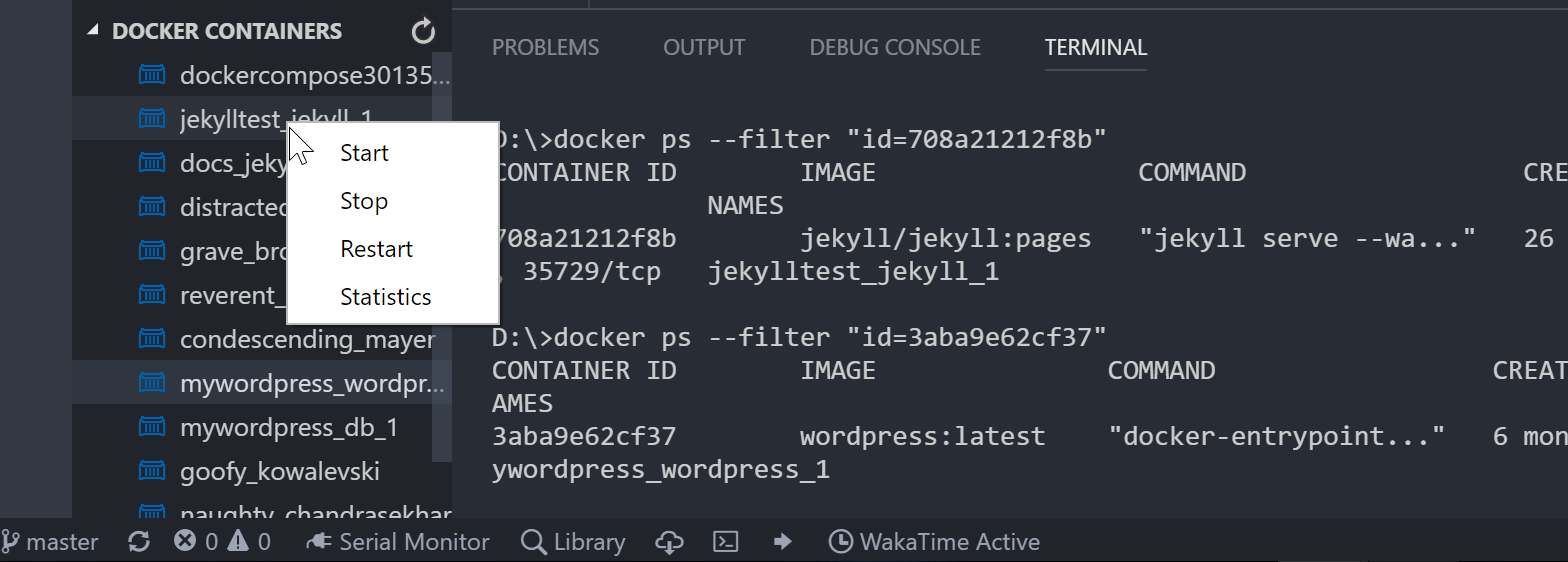 DOCKER CONTAINERS
dockercompose30135...
jekylltest_jekyll_1
docs_jeky
distracted
grave_bro
reverent_
condescending_mayer
mywordpress_wordpr...
mywordpress_db_1
goofy_kowalevski
naughty_chandrasekhar
Start
Stop
Restart
Statistics
PROBLEMS OUTPUT DEBUG CONSOLE TERMINAL
D:\>docker ps --filter "id=708a21212f8b"
CONTAINER ID IMAGE COMMAND CRE
NAMES
708a21212f8b jekyll/jekyll:pages "jekyll serve --wa..." 26
, 35729/tcp jekylltest_jekyll_1
D:\>docker ps --filter "id=3aba9e62cf37"
CONTAINER ID IMAGE COMMAND CREAT
AMES
3aba9e62cf37 wordpress:latest "docker-entrypoint..." 6 mon
ywordpress_wordpress_1
master 0 0 Serial Monitor Library WakaTime Active